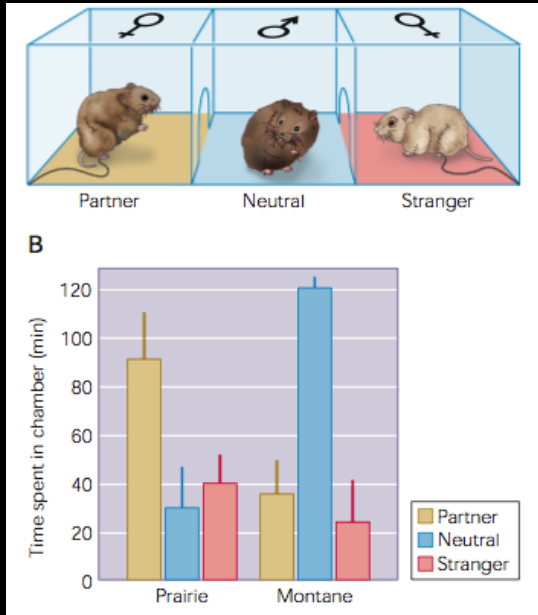 Partner Neutral Stranger
B
Time spent in chamber (min)
120
100
80
60
40
20
0
Prairie Montane
Partner
Neutral
Stranger